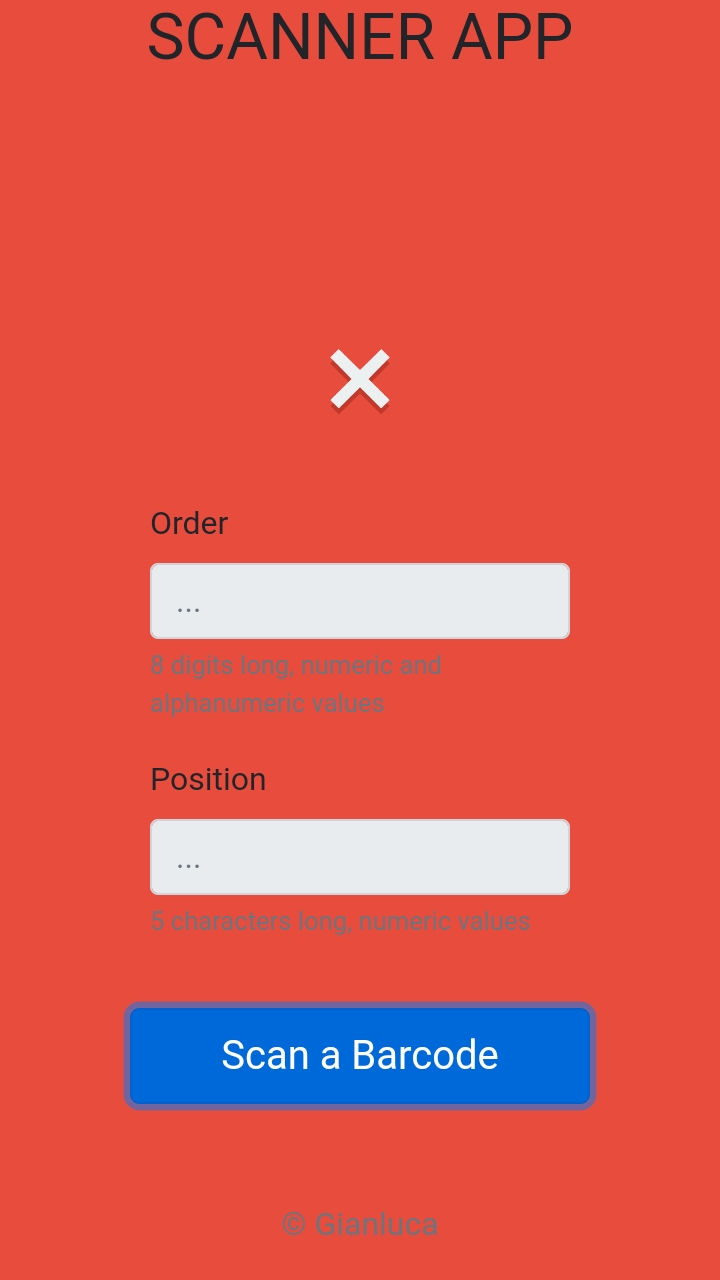 SCANNER APP
Order
...
8 digits long, numeric and
alphanumeric values
Position
...
5 characters long, numeric values
Scan a Barcode
© Gianluca